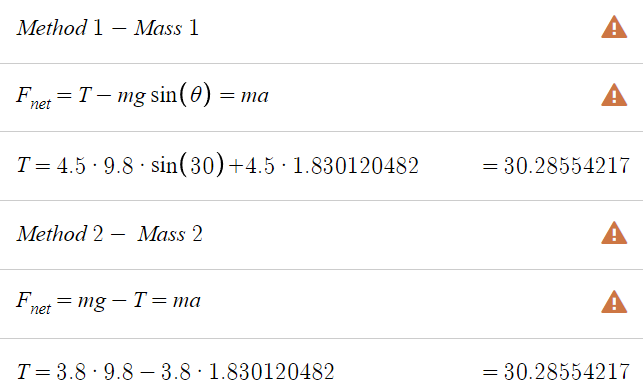 Method 1 − Mass 1
F_net = T − mg sin(θ) = ma
T = 4.5 · 9.8 · sin(30)+4.5 · 1.830120482 = 30.28554217
Method 2 − Mass 2
F_net = mg − T = ma
T = 3.8 · 9.8 − 3.8 · 1.830120482 = 30.28554217